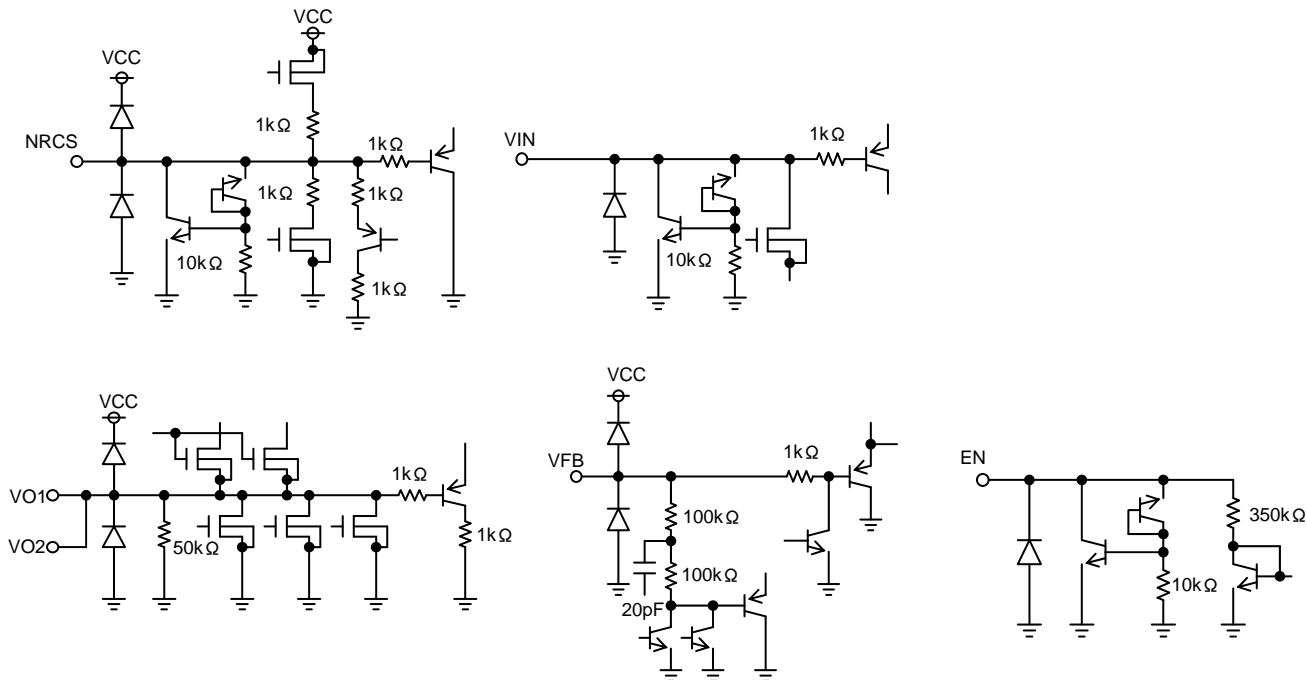 VCC
VCC
1kΩ
NRCS
1kΩ
1kΩ
1kΩ
10kΩ
1kΩ
VIN
1kΩ
10kΩ
VCC
VO1
VO2
50kΩ
1kΩ
1kΩ
VCC
VFB
1kΩ
100kΩ
100kΩ
20pF
EN
350kΩ
10kΩ